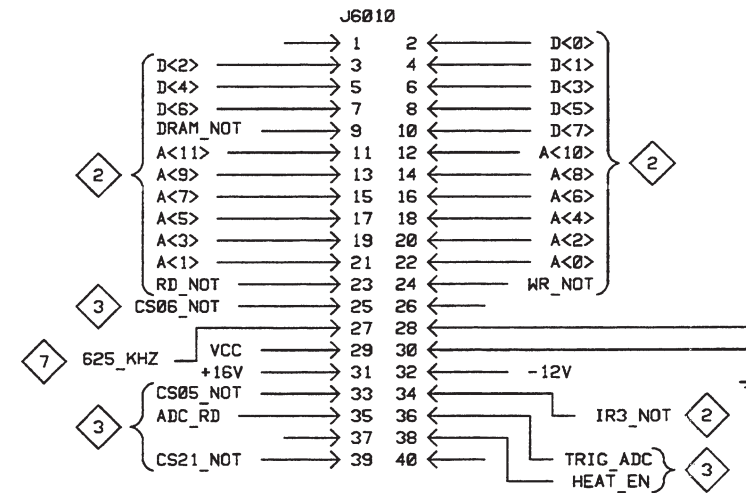 J6010
1 2 D<0>
D<2> 3 4 D<1>
D<4> 5 6 D<3>
D<6> 7 8 D<5>
DRAM_NOT 9 10 D<7>
A<11> 11 12 A<10>
2 A<9> 13 14 A<8> 2
A<7> 15 16 A<6>
A<5> 17 18 A<4>
A<3> 19 20 A<2>
A<1> 21 22 A<0>
RD_NOT 23 24 WR_NOT
3 CS06_NOT 25 26
27 28
7 625_KHZ VCC 29 30
+16V 31 32 -12V
CS05_NOT 33 34
3 ADC_RD 35 36 IR3_NOT 2
37 38
CS21_NOT 39 40 TRIG_ADC 3
HEAT_EN